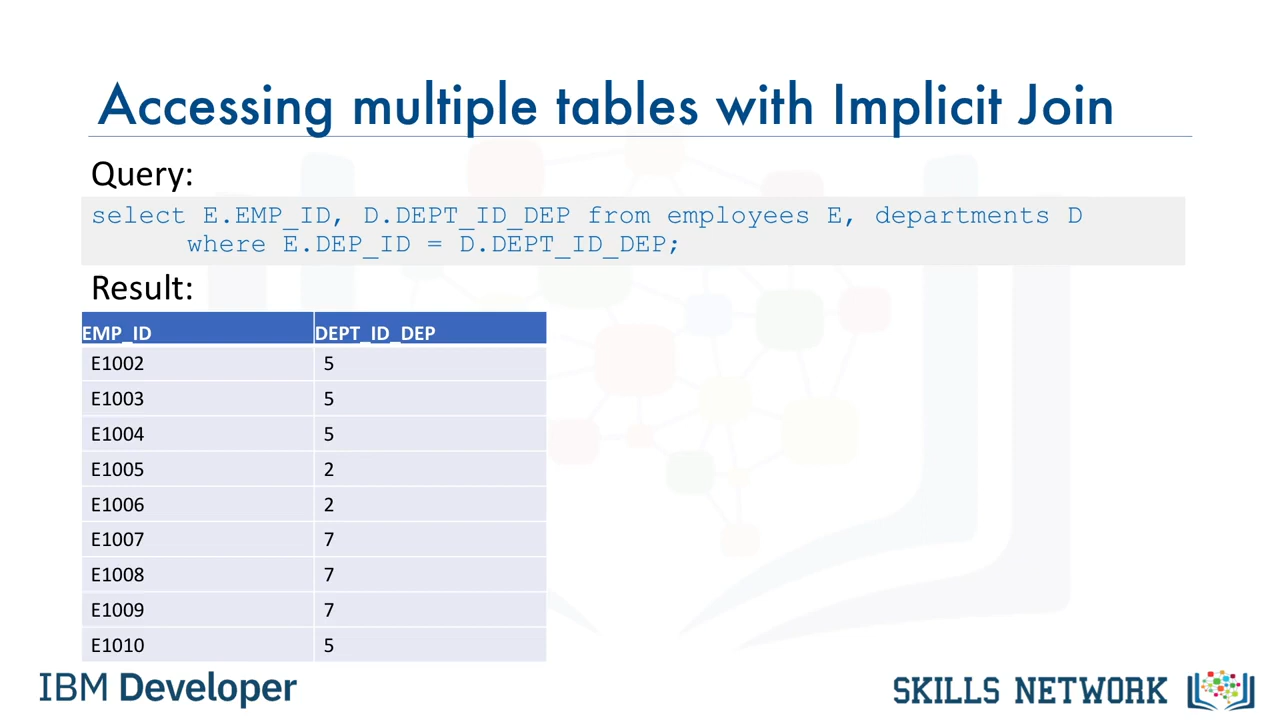 Accessing multiple tables with Implicit Join
Query:
select E.EMP_ID, D.DEPT_ID_DEP from employees E, departments D
where E.DEP_ID = D.DEPT_ID_DEP;
Result:
EMP_ID DEPT_ID_DEP
E1002 5
E1003 5
E1004 5
E1005 2
E1006 2
E1007 7
E1008 7
E1009 7
E1010 5
IBM Developer
SKILLS NETWORK